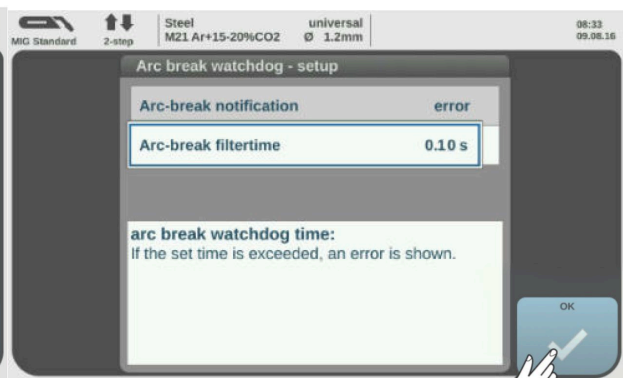 MIG Standard
2-step
Steel universal
M21 Ar+15-20%CO2 Ø 1.2mm
08:33
09.08.16
Arc break watchdog - setup
Arc-break notification error
Arc-break filtertime 0.10 s
arc break watchdog time:
If the set time is exceeded, an error is shown.
OK